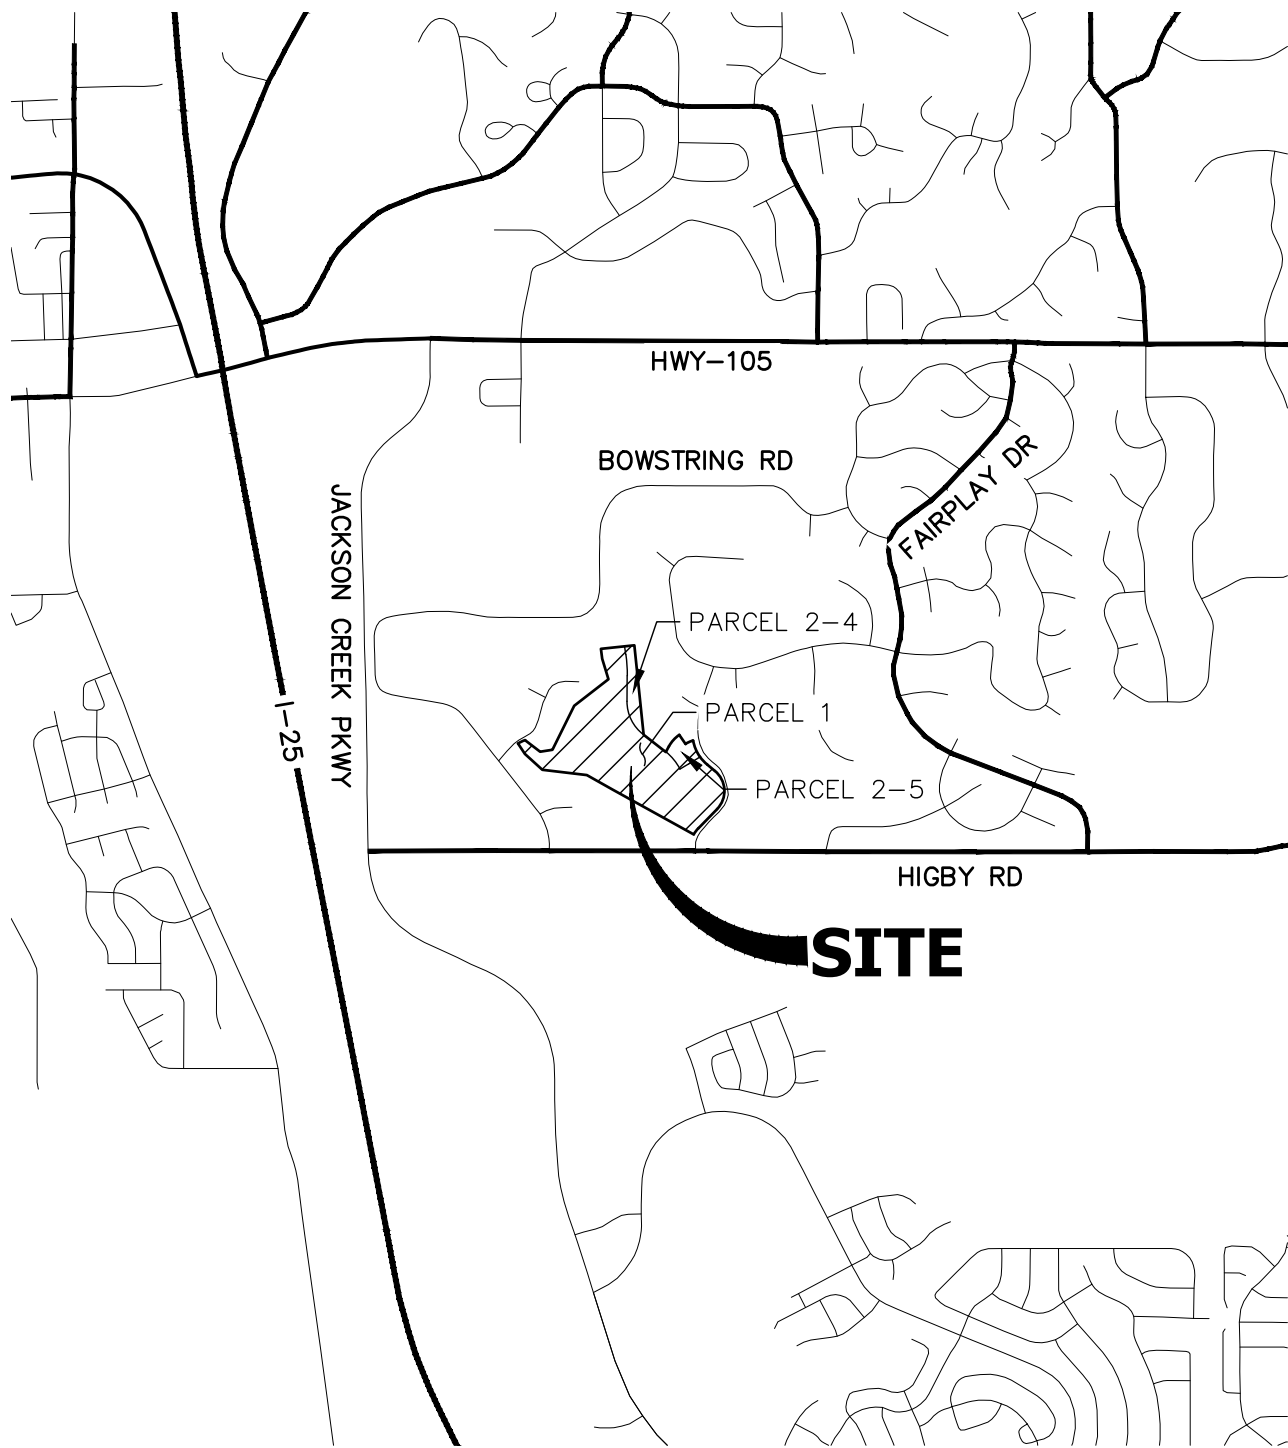 HWY-105
BOWSTRING RD
FAIRPLAY DR
JACKSON CREEK PKWY
PARCEL 2-4
PARCEL 1
I-25
PARCEL 2-5
HIGBY RD
SITE